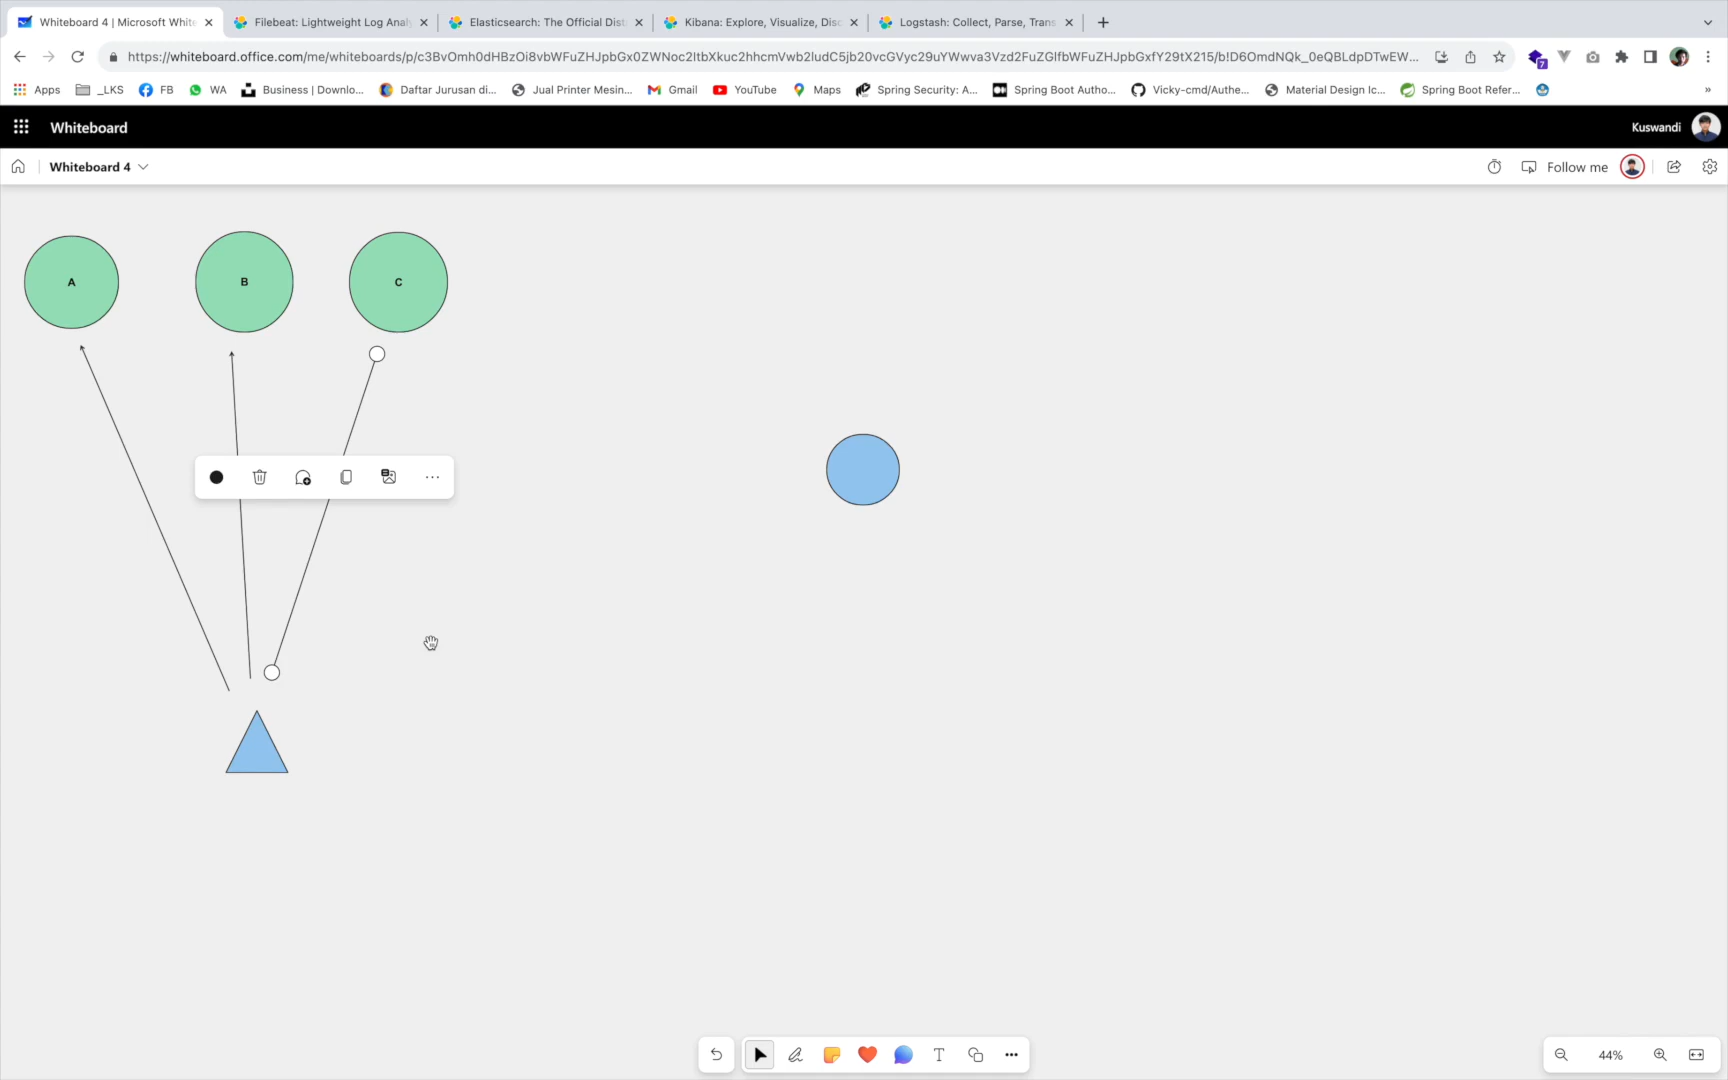 Whiteboard 4 | Microsoft White
Filebeat: Lightweight Log Anal
Elasticsearch: The Official Dist
Kibana: Explore, Visualize, Disc
Logstash: Collect, Parse, Trans
https://whiteboard.office.com/me/whiteboards/p/c3BvOmh0dHBzOi8vbWFuZHJpbGx0ZWNoc2ltbXkuc2hhcmVwb2ludC5jb20vcGVyc29uYWwva3Vzd2FuZGlfbWFuZHJpbGxfY29tX215/b!D6OmdNQk_0eQBLdpDTwEW...
7
Apps
_LKS
FB
WA
Business | Downlo...
Daftar Jurusan di...
Jual Printer Mesin...
Gmail
YouTube
Maps
Spring Security: A...
Spring Boot Autho...
Vicky-cmd/Authe...
Material Design Ic...
Spring Boot Refer...
»
Whiteboard
Kuswandi
Whiteboard 4
Follow me
A
B
C
T
44%